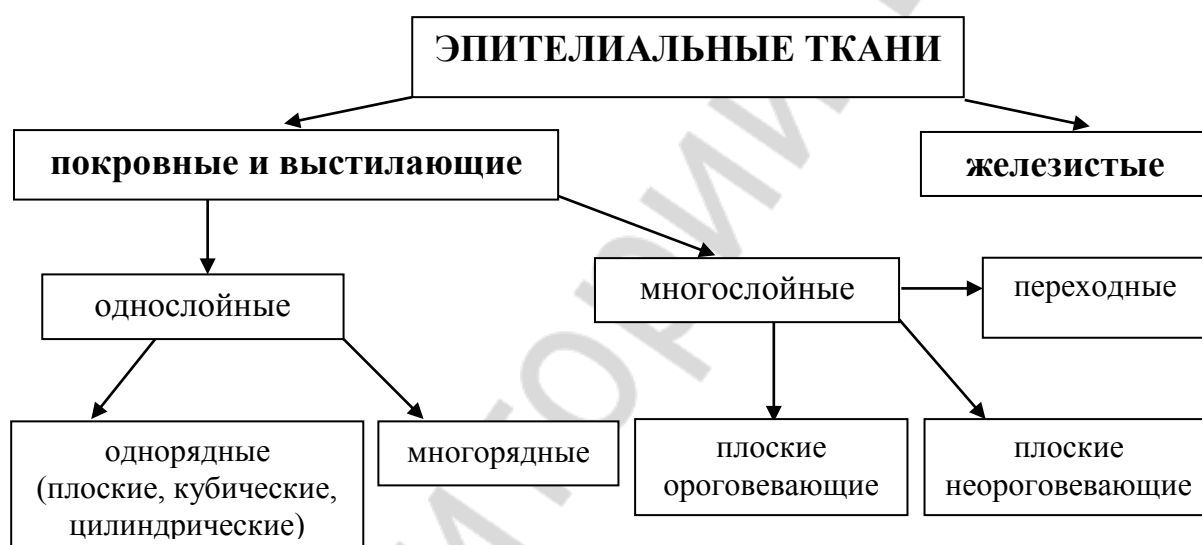 ЭПИТЕЛИАЛЬНЫЕ ТКАНИ
покровные и выстилающие
железистые
однослойные
многослойные
переходные
однорядные
(плоские, кубические,
цилиндрические)
многорядные
плоские
ороговевающие
плоские
неороговевающие